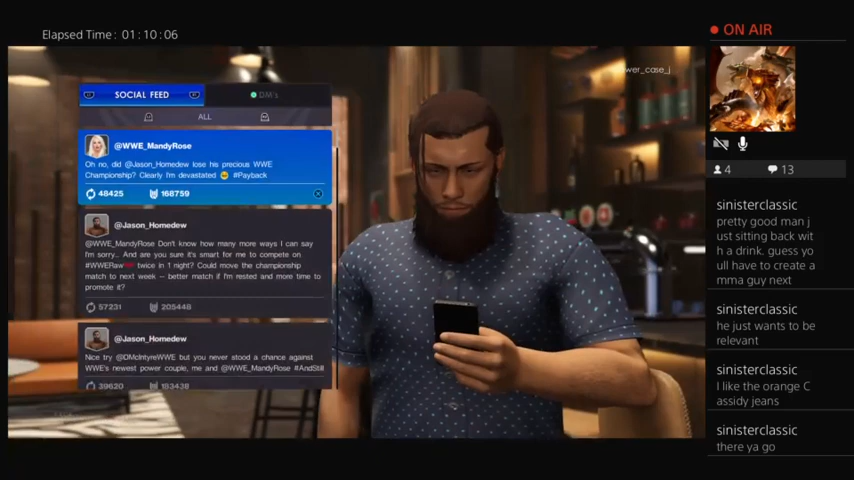 Elapsed Time : 01:10:06
ON AIR
SOCIAL FEED
DM's
ALL
wer_case_j
@WWE_MandyRose
Oh no, did @Jason_Homedew lose his precious WWE
Championship? Clearly I'm devastated #Payback
48425 168759
@Jason_Homedew
@WWE_MandyRose Don't know how many more ways I can say
I'm sorry... And are you sure it's smart for me to compete on
#WWERaw twice in 1 night? Could move the championship
match to next week -- better match if I'm rested and more time to
promote it?
57231 205448
@Jason_Homedew
Nice try @DMcIntyreWWE but you never stood a chance against
WWE's newest power couple, me and @WWE_MandyRose #AndStill
39620 183438
4 13
sinisterclassic
pretty good man j
ust sitting back wit
h a drink. guess yo
ull have to create a
mma guy next
sinisterclassic
he just wants to be
relevant
sinisterclassic
I like the orange C
assidy jeans
sinisterclassic
there ya go